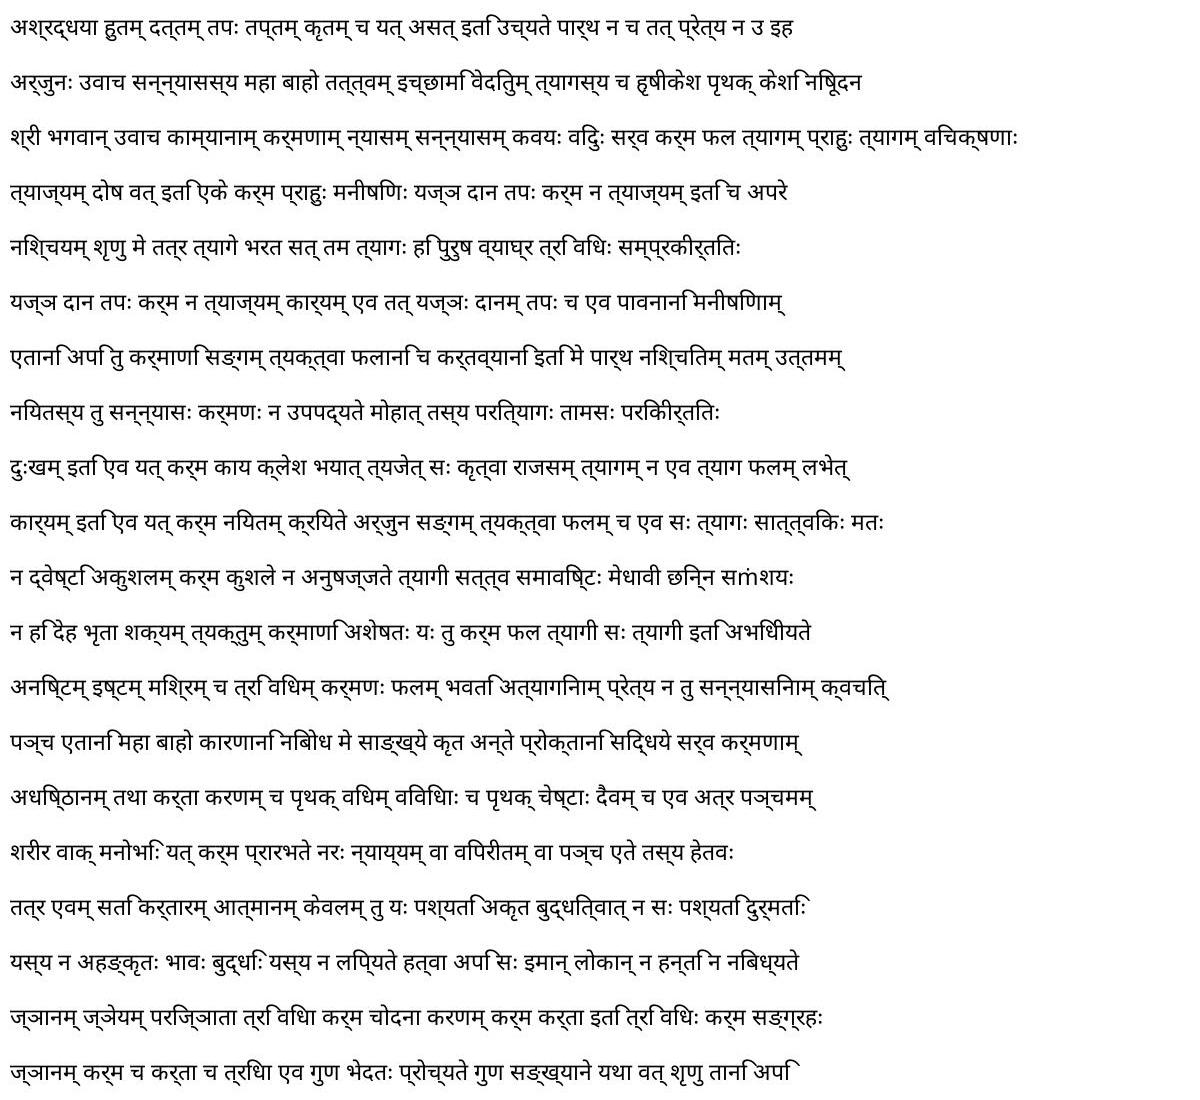 अश्रद्धया हुतम् दत्तम् तपः तप्तम् कृतम् च यत् असत् इति उच्यते पार्थ न च तत् प्रेत्य न उ इह
अर्जुनः उवाच सन्न्यासस्य महा बाहो तत्त्वम् इच्छामि वेदितुम् त्यागस्य च हृषीकेश पृथक् केशि निषूदन
श्री भगवान् उवाच काम्यानाम् कर्मणाम् न्यासम् सन्न्यासम् कवयः विदुः सर्व कर्म फल त्यागम् प्राहुः त्यागम् विचक्षणाः
त्याज्यम् दोष वत् इति एके कर्म प्राहुः मनीषिणः यज्ञ दान तपः कर्म न त्याज्यम् इति च अपरे
निश्चयम् शृणु मे तत्र त्यागे भरत सत् तम त्यागः हि पुरुष व्याघ्र त्रि विधः सम्प्रकीर्तितः
यज्ञ दान तपः कर्म न त्याज्यम् कार्यम् एव तत् यज्ञः दानम् तपः च एव पावनानि मनीषिणाम्
एतानि अपि तु कर्माणि सङ्गम् त्यक्त्वा फलानि च कर्तव्यानि इति मे पार्थ निश्चितम् मतम् उत्तमम्
नियतस्य तु सन्न्यासः कर्मणः न उपपद्यते मोहात् तस्य परित्यागः तामसः परिकीर्तितः
दुःखम् इति एव यत् कर्म काय क्लेश भयात् त्यजेत् सः कृत्वा राजसम् त्यागम् न एव त्याग फलम् लभेत्
कार्यम् इति एव यत् कर्म नियतम् क्रियते अर्जुन सङ्गम् त्यक्त्वा फलम् च एव सः त्यागः सात्त्विकः मतः
न द्वेष्टि अकुशलम् कर्म कुशले न अनुषज्जते त्यागी सत्त्व समाविष्टः मेधावी छिन्न सṁशयः
न हि देह भृता शक्यम् त्यक्तुम् कर्माणि अशेषतः यः तु कर्म फल त्यागी सः त्यागी इति अभिधीयते
अनिष्टम् इष्टम् मिश्रम् च त्रि विधम् कर्मणः फलम् भवति अत्यागिनाम् प्रेत्य न तु सन्न्यासिनाम् क्वचित्
पञ्च एतानि महा बाहो कारणानि निबोध मे साङ्ख्ये कृत अन्ते प्रोक्तानि सिद्धये सर्व कर्मणाम्
अधिष्ठानम् तथा कर्ता करणम् च पृथक् विधम् विविधाः च पृथक् चेष्टाः दैवम् च एव अत्र पञ्चमम्
शरीर वाक् मनोभिः यत् कर्म प्रारभते नरः न्याय्यम् वा विपरीतम् वा पञ्च एते तस्य हेतवः
तत्र एवम् सति कर्तारम् आत्मानम् केवलम् तु यः पश्यति अकृत बुद्धित्वात् न सः पश्यति दुर्मतिः
यस्य न अहङ्कृतः भावः बुद्धिः यस्य न लिप्यते हत्वा अपि सः इमान् लोकान् न हन्ति न निबध्यते
ज्ञानम् ज्ञेयम् परिज्ञाता त्रि विधा कर्म चोदना करणम् कर्म कर्ता इति त्रि विधः कर्म सङ्ग्रहः
ज्ञानम् कर्म च कर्ता च त्रिधा एव गुण भेदतः प्रोच्यते गुण सङ्ख्याने यथा वत् शृणु तानि अपि